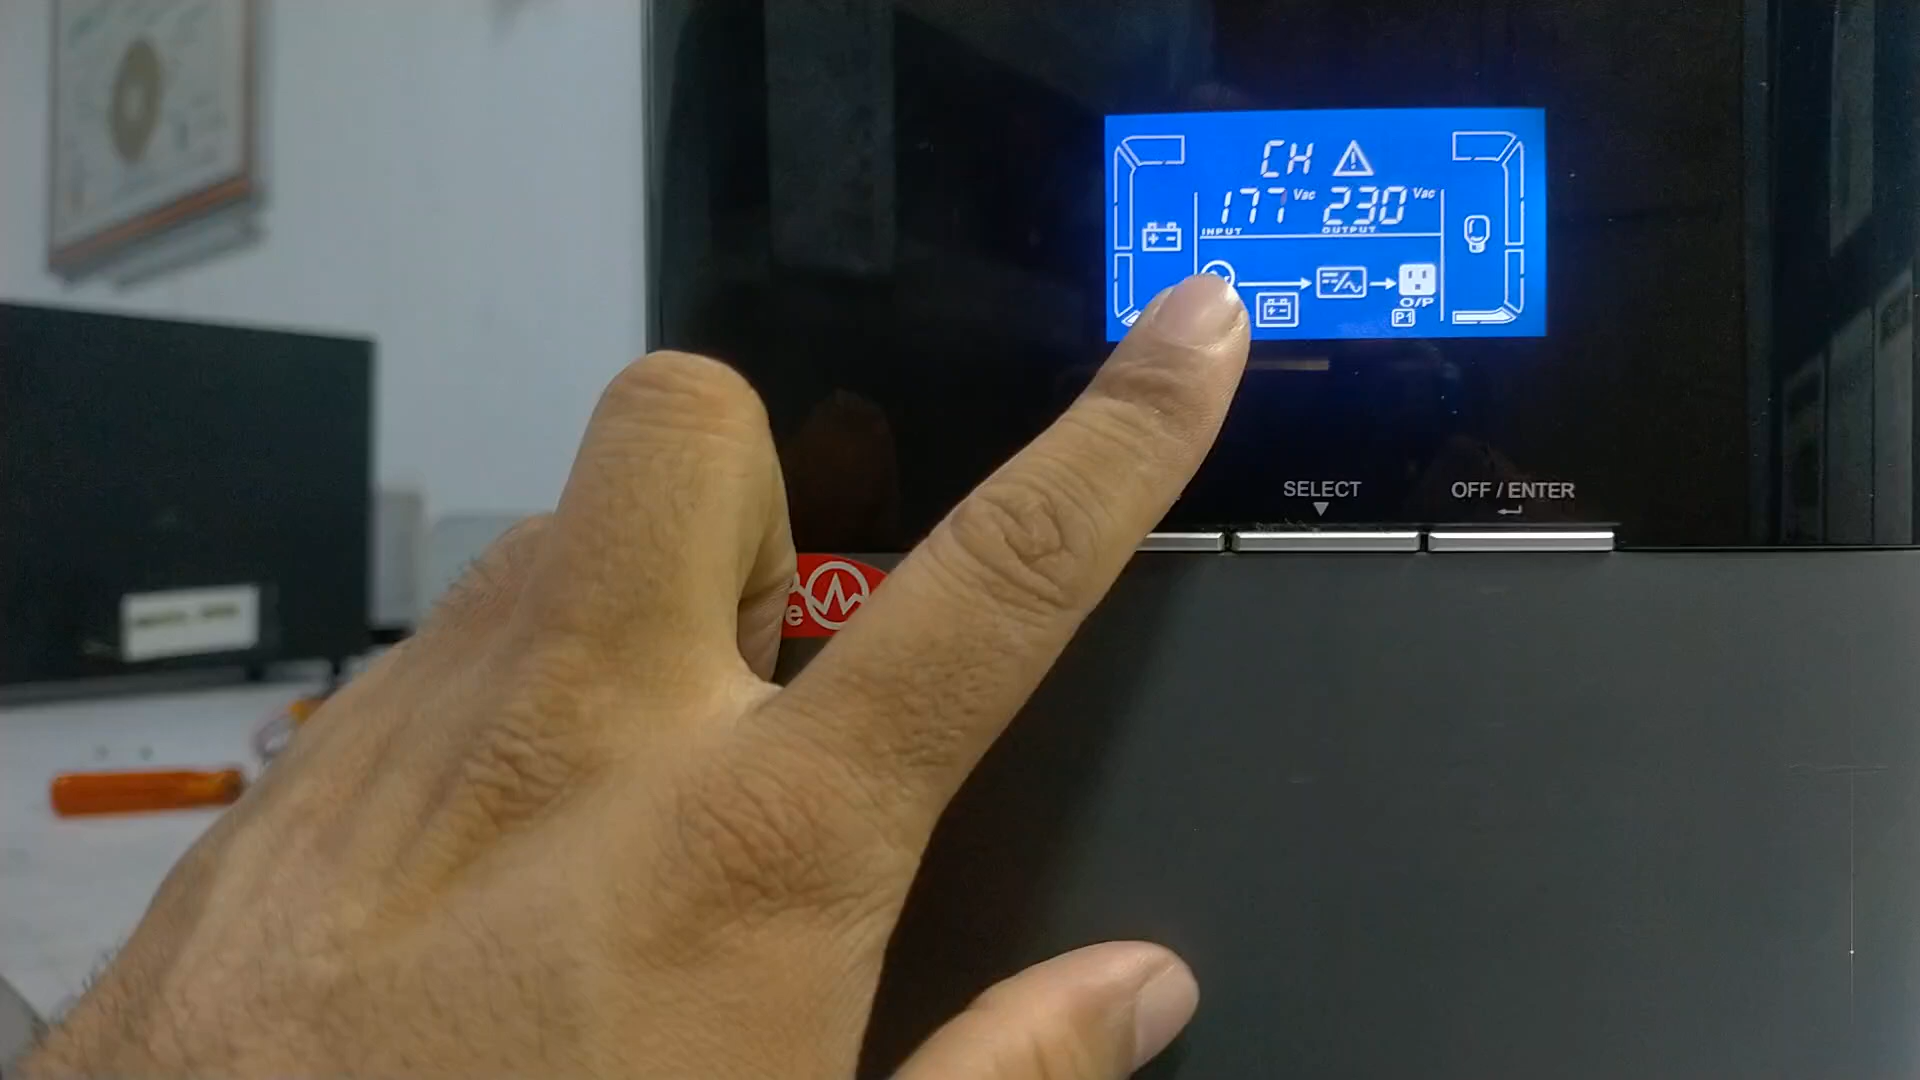 CH
177 Vac 230 Vac
INPUT OUTPUT
O/P
P1
SELECT OFF / ENTER
e